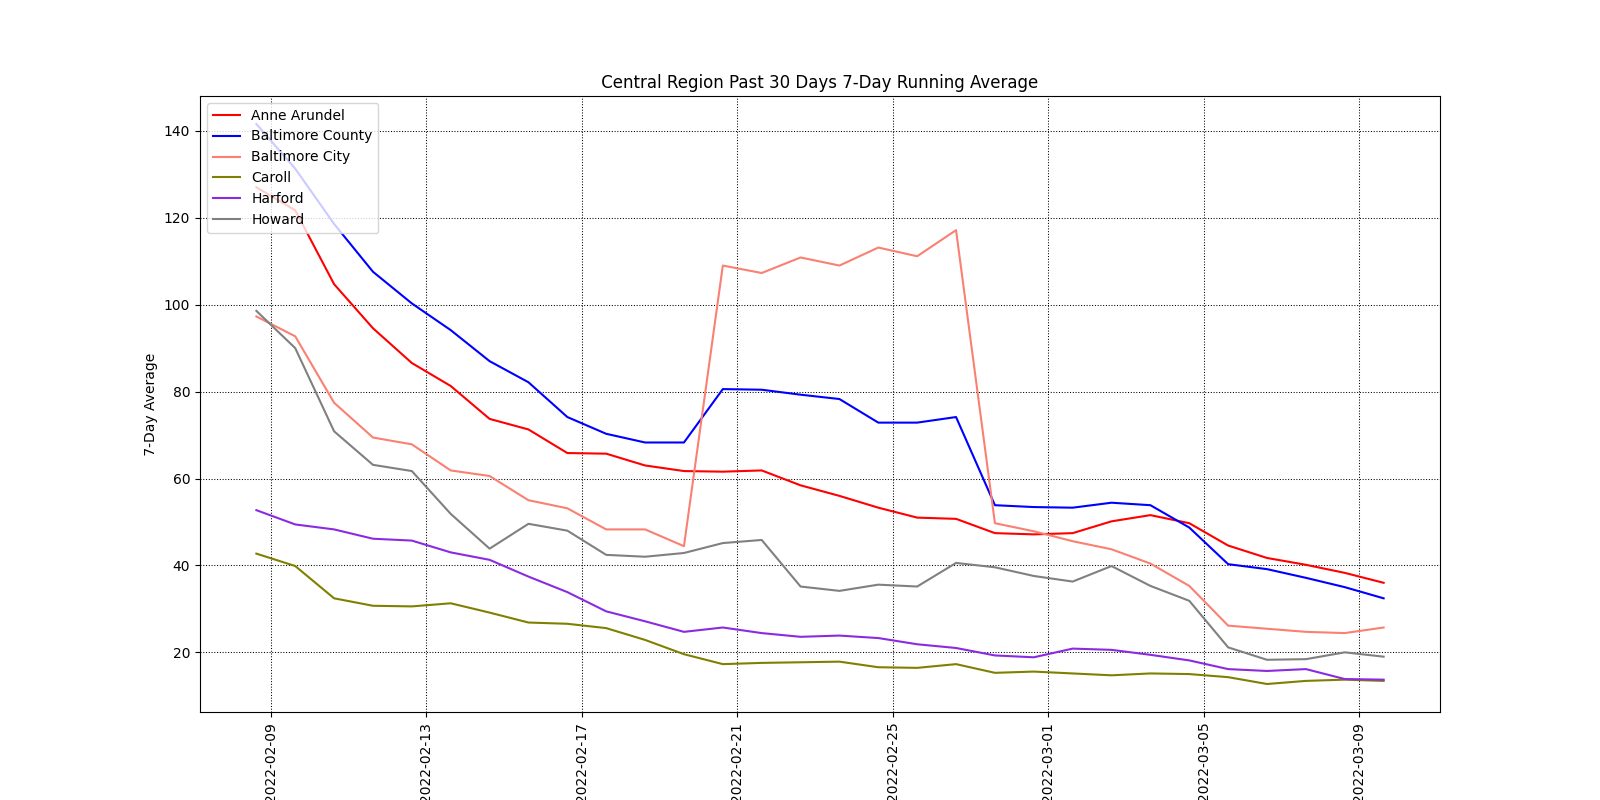 Central Region Past 30 Days 7-Day Running Average
Anne Arundel
Baltimore County
Baltimore City
Caroll
Harford
Howard
7-Day Average
140
120
100
80
60
40
20
2022-02-09
2022-02-13
2022-02-17
2022-02-21
2022-02-25
2022-03-01
2022-03-05
2022-03-09